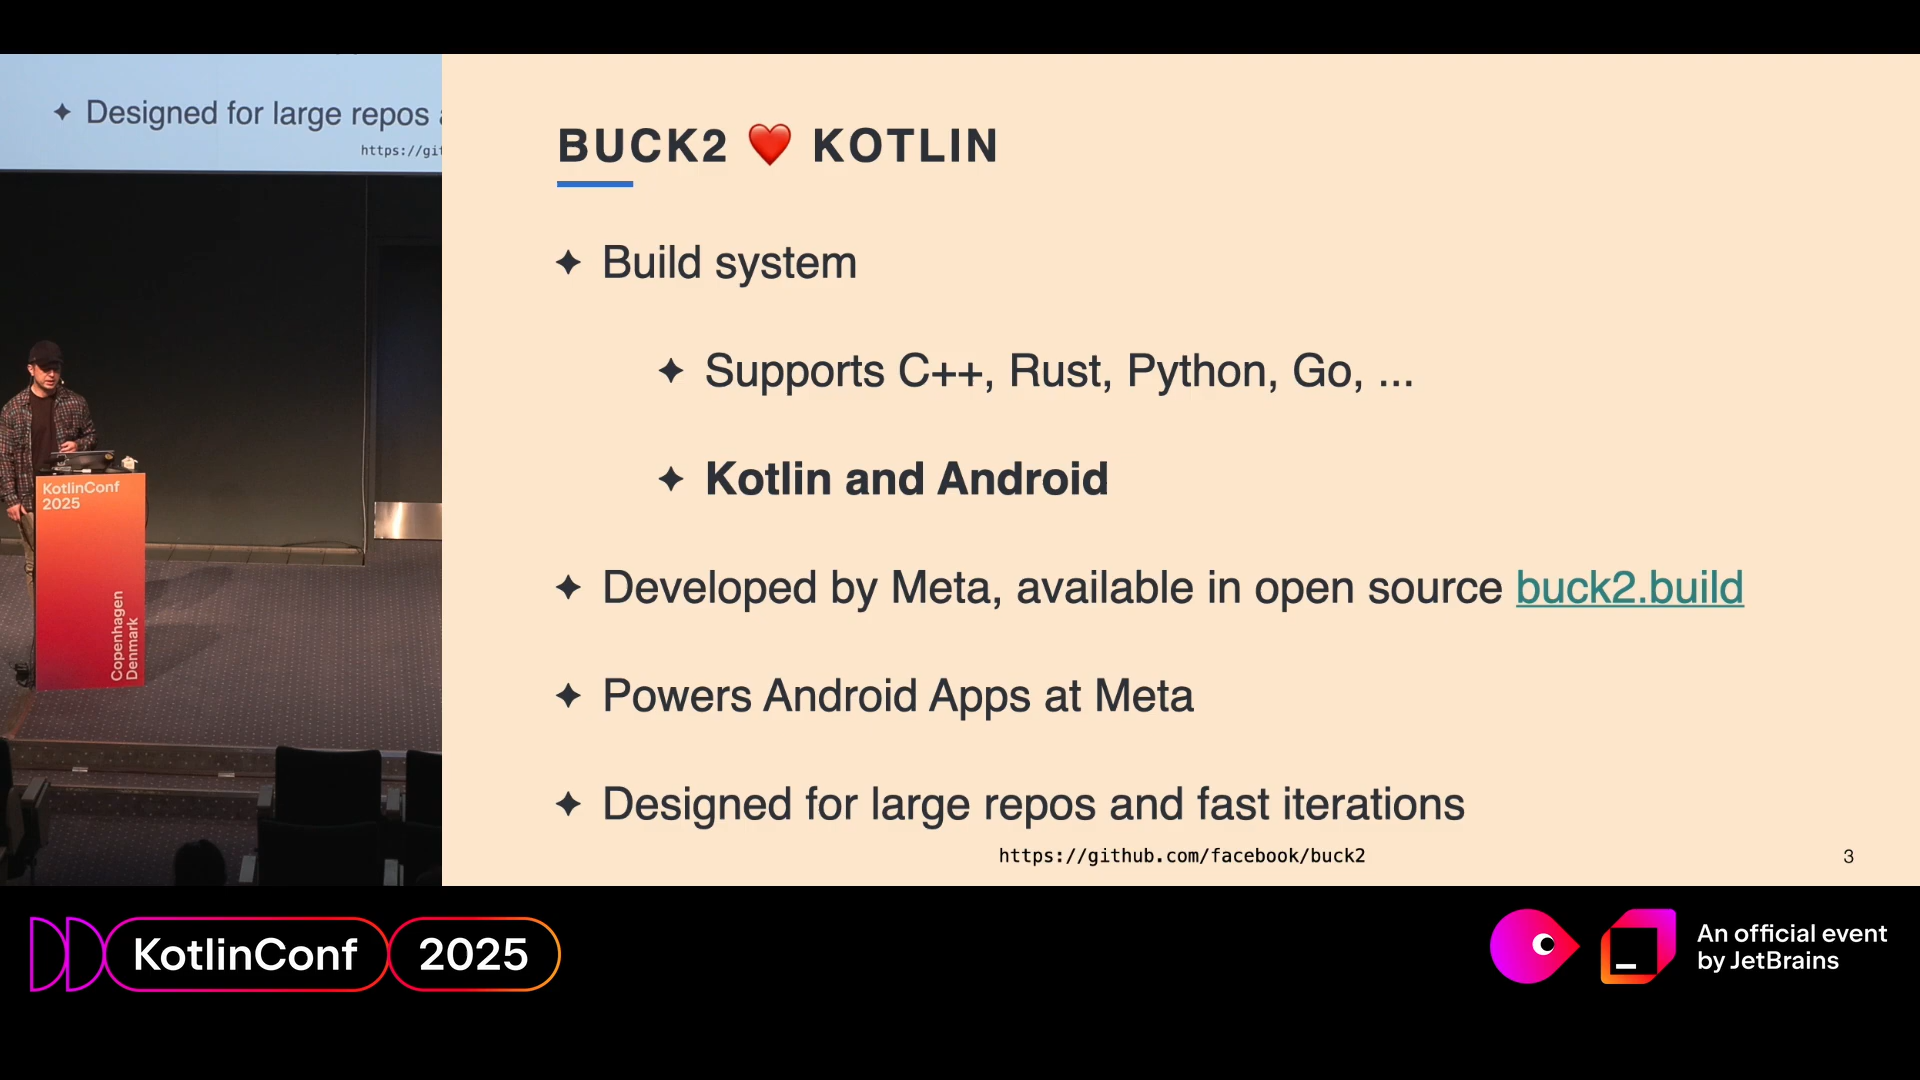 ✦ Designed for large repos
https://git
KotlinConf
2025
Copenhagen
Denmark
BUCK2 ❤️ KOTLIN
✦ Build system
✦ Supports C++, Rust, Python, Go, ...
✦ Kotlin and Android
✦ Developed by Meta, available in open source buck2.build
✦ Powers Android Apps at Meta
✦ Designed for large repos and fast iterations
https://github.com/facebook/buck2
3
KotlinConf 2025
An official event
by JetBrains